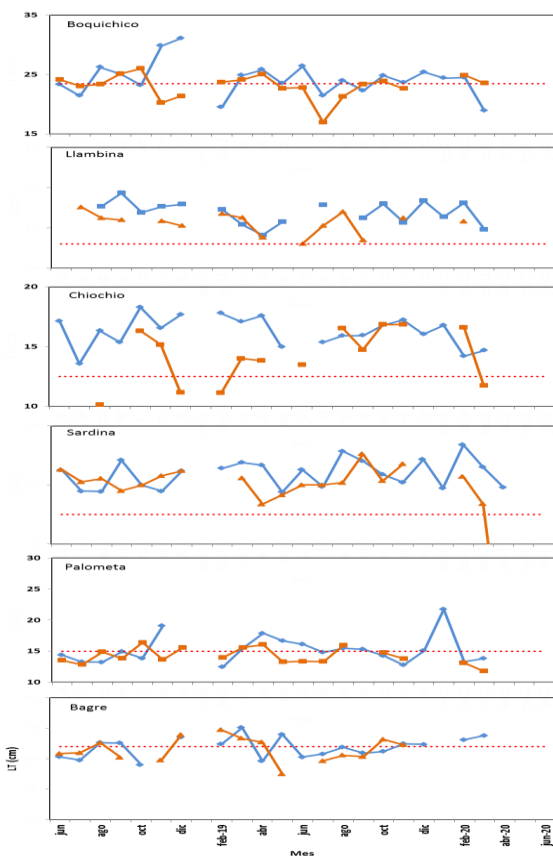 Boquichico
35
25
15
Llambina
Chiochio
20
15
10
Sardina
Palometa
30
25
20
15
10
Bagre
LT (cm)
jun
ago
oct
dic
feb-19
abr
jun
ago
oct
dic
feb-20
abr-20
jun-20
Mes